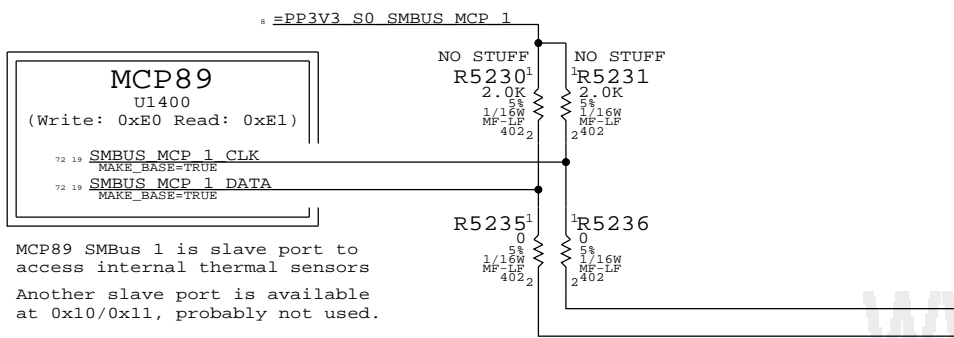 8 =PP3V3_S0_SMBUS_MCP_1
NO STUFF NO STUFF
R5230 1 1 R5231
2.0K 2.0K
5% 5%
1/16W 1/16W
MF-LF MF-LF
402 2 2 402
MCP89
U1400
(Write: 0xE0 Read: 0xE1)
72 19 SMBUS_MCP_1_CLK
MAKE_BASE=TRUE
72 19 SMBUS_MCP_1_DATA
MAKE_BASE=TRUE
R5235 1 1 R5236
0 0
5% 5%
1/16W 1/16W
MF-LF MF-LF
402 2 2 402
MCP89 SMBus 1 is slave port to
access internal thermal sensors
Another slave port is available
at 0x10/0x11, probably not used.